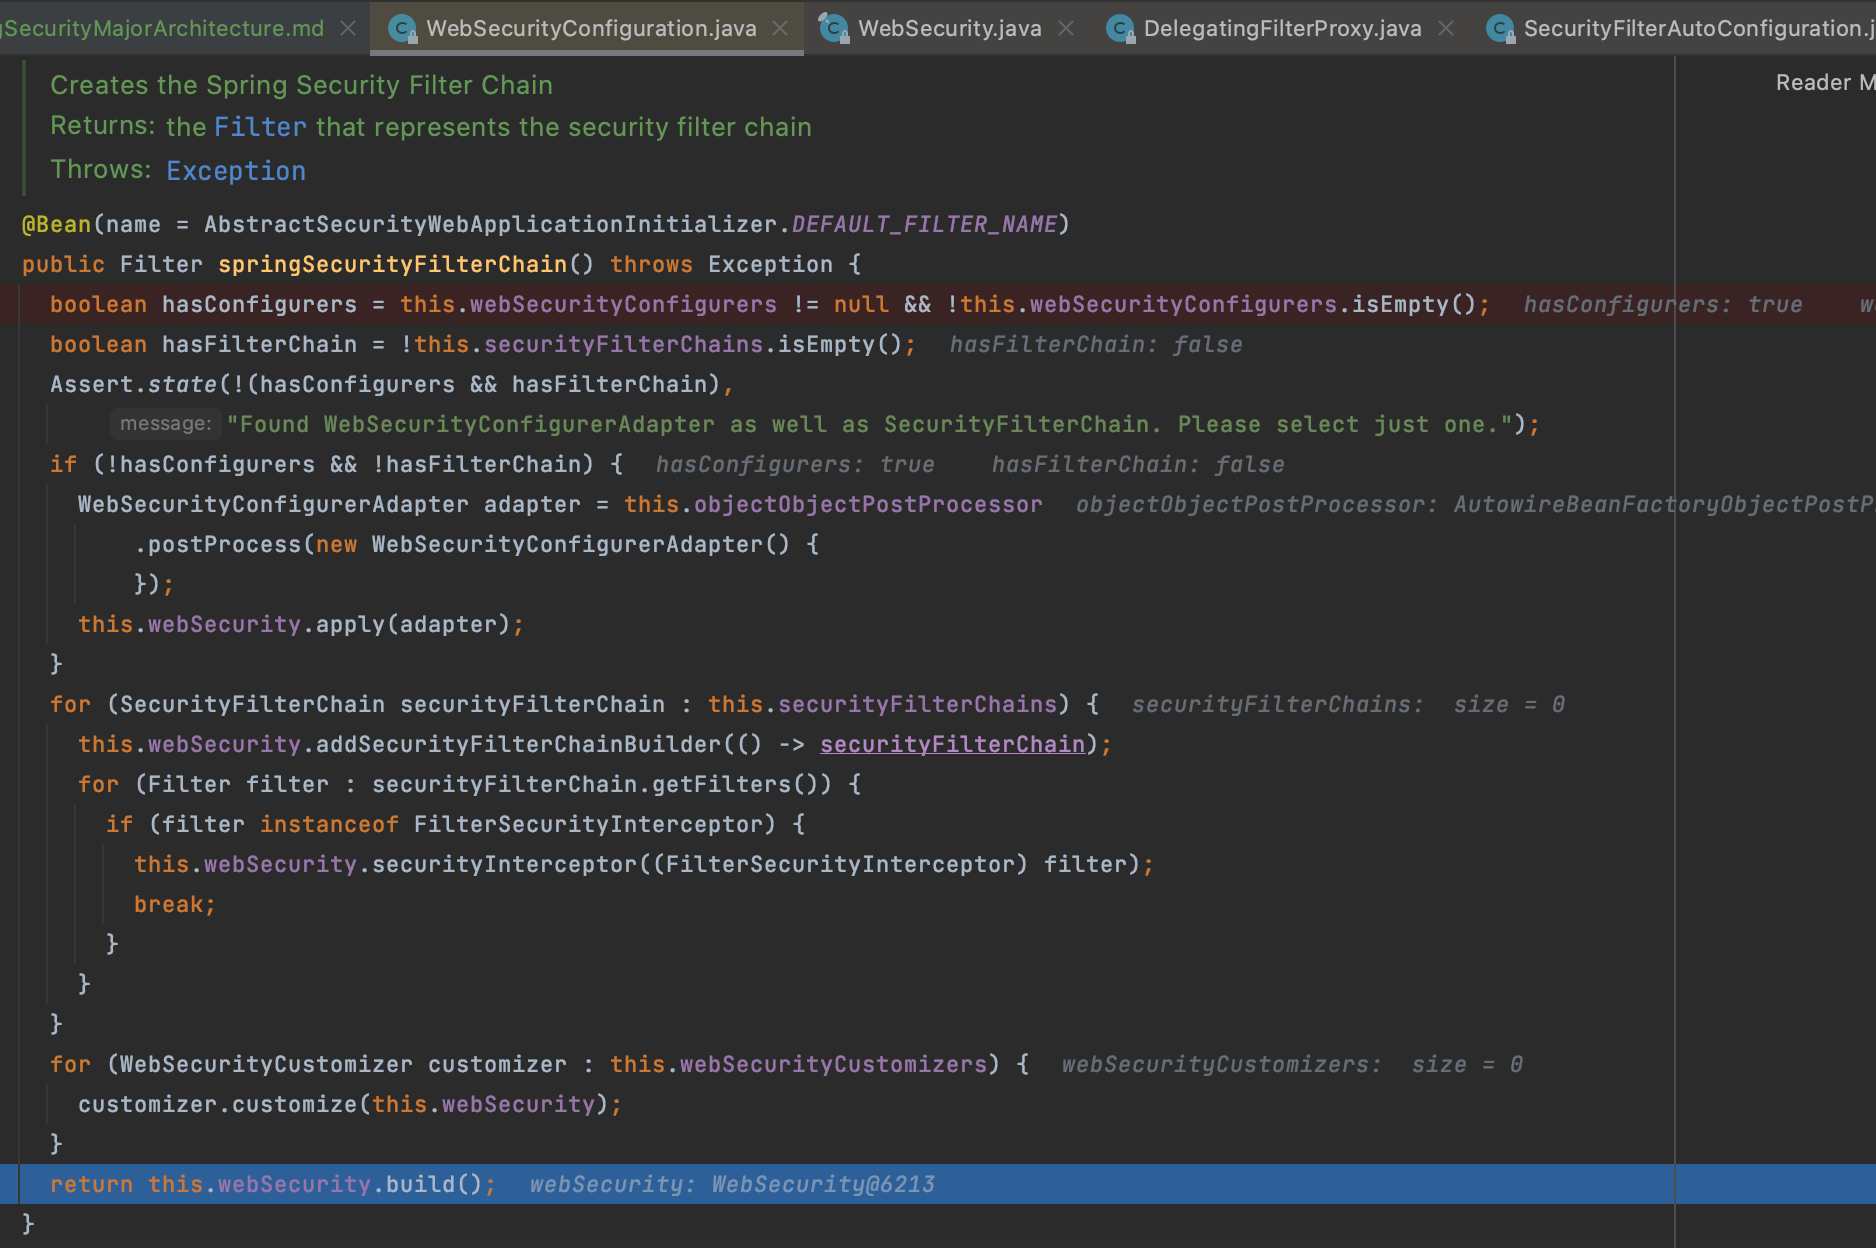 gSecurityMajorArchitecture.md WebSecurityConfiguration.java WebSecurity.java DelegatingFilterProxy.java SecurityFilterAutoConfiguration.j
Reader M
Creates the Spring Security Filter Chain
Returns: the Filter that represents the security filter chain
Throws: Exception
@Bean(name = AbstractSecurityWebApplicationInitializer.DEFAULT_FILTER_NAME)
public Filter springSecurityFilterChain() throws Exception {
boolean hasConfigurers = this.webSecurityConfigurers != null && !this.webSecurityConfigurers.isEmpty(); hasConfigurers: true
boolean hasFilterChain = !this.securityFilterChains.isEmpty(); hasFilterChain: false
Assert.state(!(hasConfigurers && hasFilterChain),
message: "Found WebSecurityConfigurerAdapter as well as SecurityFilterChain. Please select just one.");
if (!hasConfigurers && !hasFilterChain) { hasConfigurers: true hasFilterChain: false
WebSecurityConfigurerAdapter adapter = this.objectObjectPostProcessor objectObjectPostProcessor: AutowireBeanFactoryObjectPostP
.postProcess(new WebSecurityConfigurerAdapter() {
});
this.webSecurity.apply(adapter);
}
for (SecurityFilterChain securityFilterChain : this.securityFilterChains) { securityFilterChains: size = 0
this.webSecurity.addSecurityFilterChainBuilder(() -> securityFilterChain);
for (Filter filter : securityFilterChain.getFilters()) {
if (filter instanceof FilterSecurityInterceptor) {
this.webSecurity.securityInterceptor((FilterSecurityInterceptor) filter);
break;
}
}
}
for (WebSecurityCustomizer customizer : this.webSecurityCustomizers) { webSecurityCustomizers: size = 0
customizer.customize(this.webSecurity);
}
return this.webSecurity.build(); webSecurity: WebSecurity@6213
}